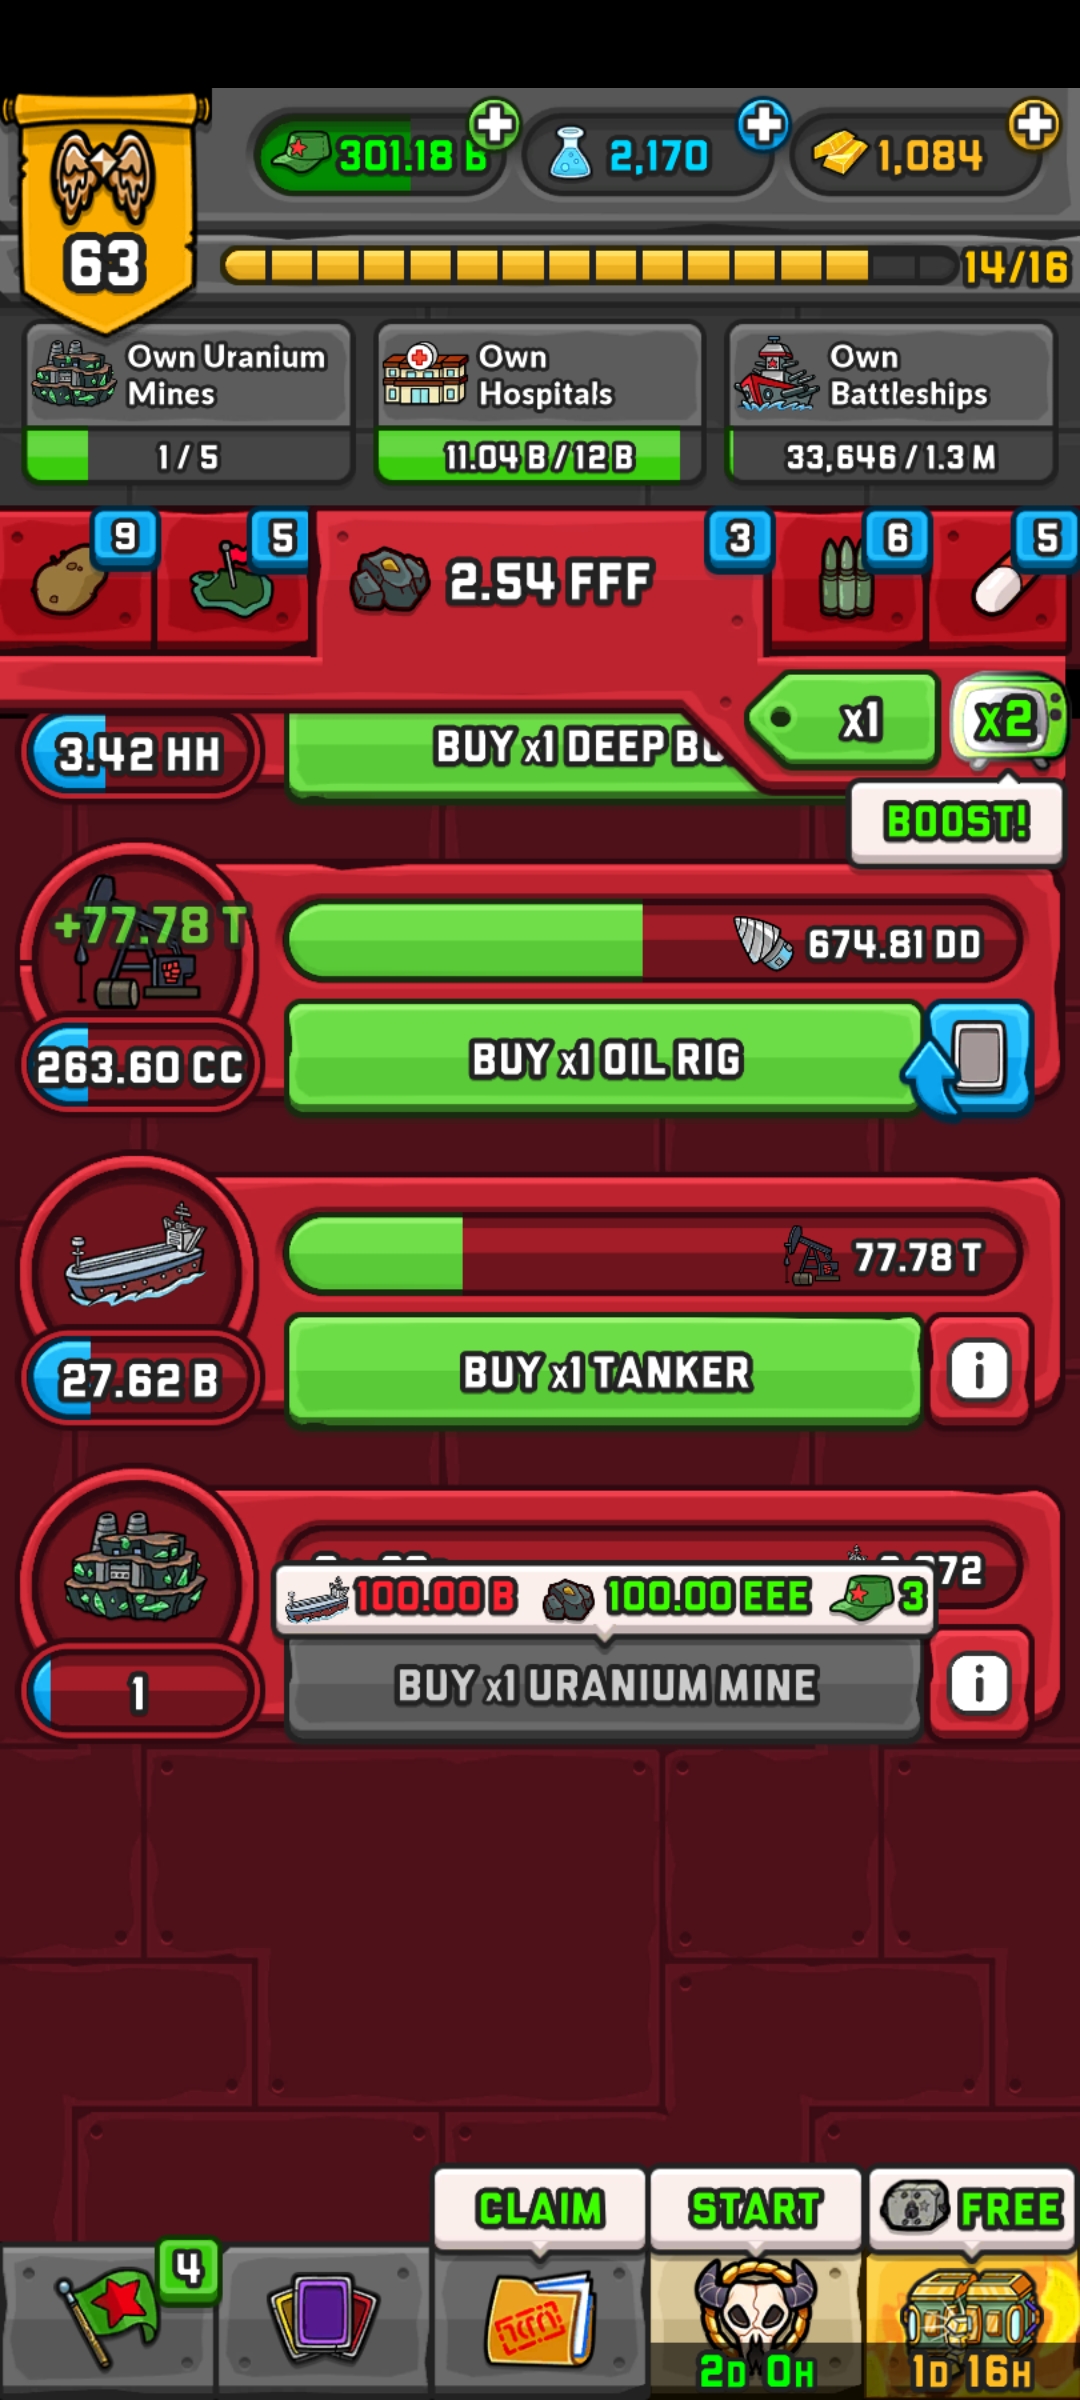 301.18 B
2,170
1,084
63
14/16
Own Uranium
Mines
1 / 5
Own
Hospitals
11.04 B / 12 B
Own
Battleships
33,646 / 1.3 M
9
5
2.54 FFF
3
6
5
x1
x2
BOOST!
3.42 HH
BUY x1 DEEP
+77.78 T
674.81 DD
263.60 CC
BUY x1 OIL RIG
77.78 T
27.62 B
BUY x1 TANKER
100.00 B
100.00 EEE
3
1
BUY x1 URANIUM MINE
CLAIM
START
FREE
4
2D 0H
1D 16H